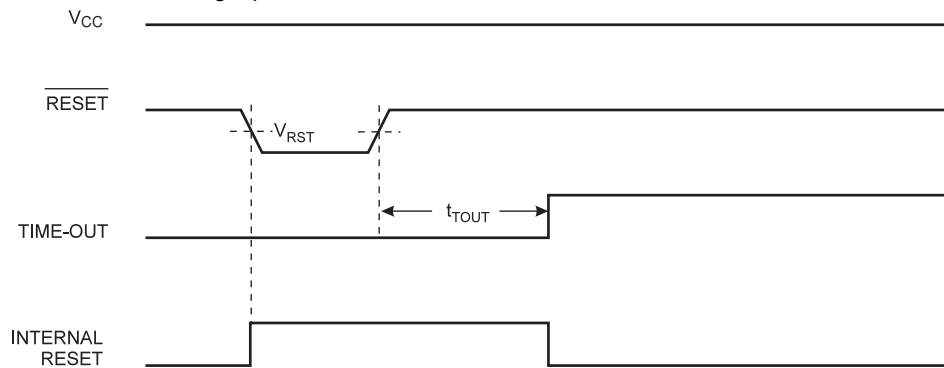 VCC
RESET
VRST
tTOUT
TIME-OUT
INTERNAL
RESET